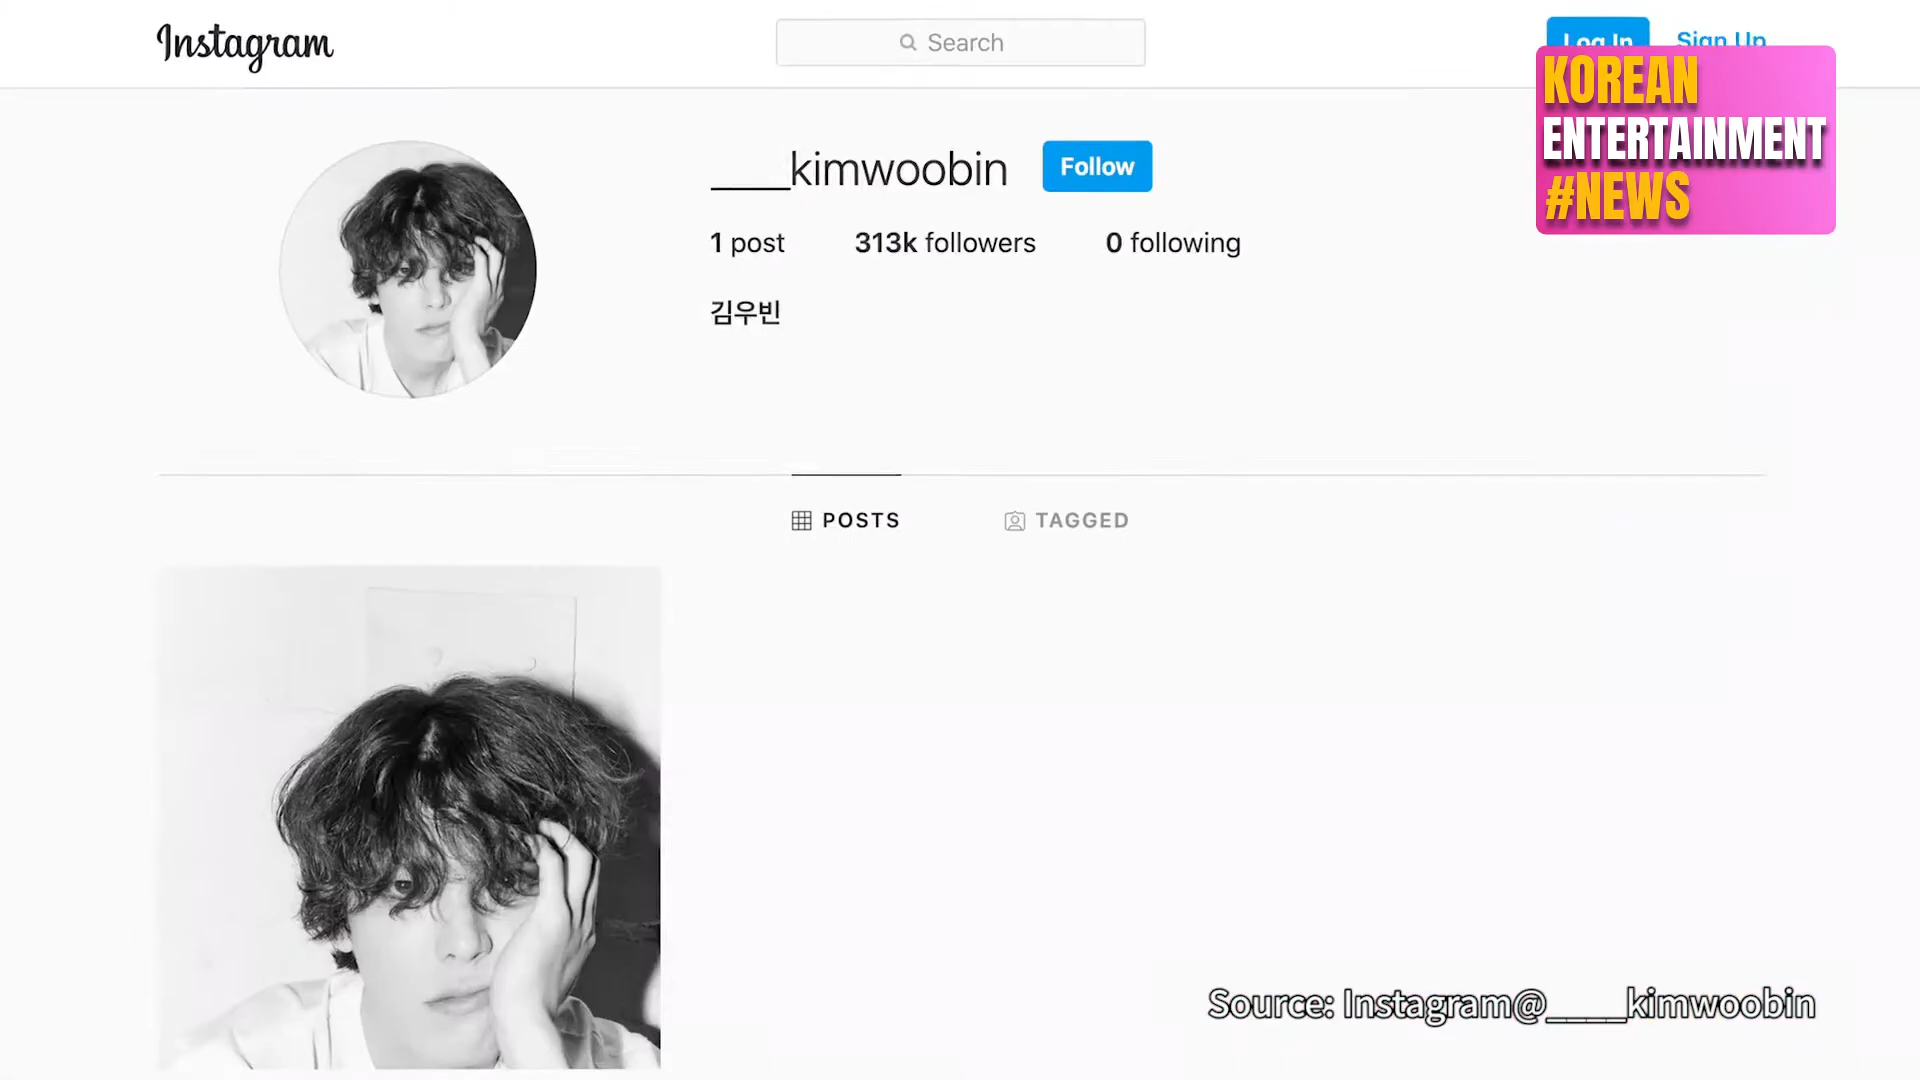 Instagram
Search
Log In
Sign Up
KOREAN
ENTERTAINMENT
#NEWS
____kimwoobin
Follow
1 post
313k followers
0 following
김우빈
POSTS
TAGGED
Source: Instagram@____kimwoobin